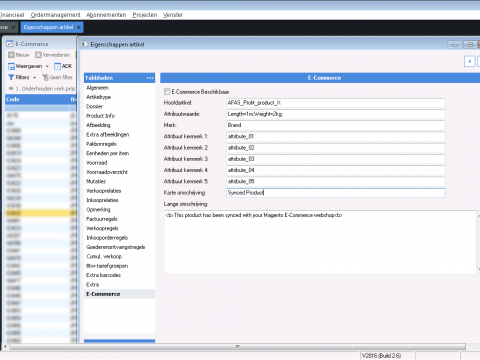 inancieel Ordermanagement Abonnementen Projecten Venster
rce × Eigenschappen artikel ×
E-Commerce
Nieuw Verwijderen
Weergaven AOR
Filters Geen filter
1. Onderhouden verk.pris
Code
Eigenschappen artikel
Tabbladen ...
Algemeen
Artikeltype
Dossier
Product Info
Afbeelding
Extra afbeeldingen
Pakbonregels
Eenheden per item
Voorraad
Voorraadoverzicht
Mutaties
Verkooprelaties
Inkooprelaties
Opmerking
Factuurregels
Verkoopregels
Inkooporderregels
Goederenontvangstregels
Cumul. verkoop
Btw-tariefgroepen
Extra barcodes
Extra
E-Commerce
E-Commerce
E-Commerce Beschikbaar
Hoofdartikel: AFAS_Profit_product_X
Attribuutwaarde: Length=1m;Weight=2kg;
Merk: Brand
Attribuut kenmerk 1: attribute_01
Attribuut kenmerk 2: attribute_02
Attribuut kenmerk 3: attribute_03
Attribuut kenmerk 4: attribute_04
Attribuut kenmerk 5: attribute_05
Korte omschrijving: Synced Product
Lange omschrijving:
<b>This product has been synced with your Magento E-Commerce webshop<b>
V2016 (Build 2.6)